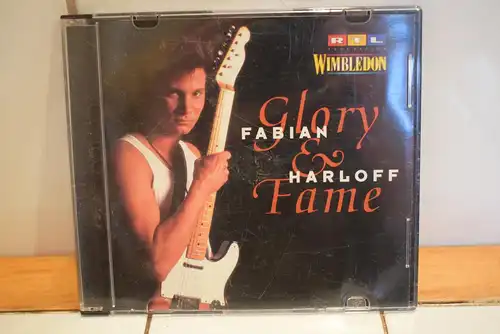 RTL
WIMBLEDON
Glory
FABIAN
&
HARLOFF
Fame